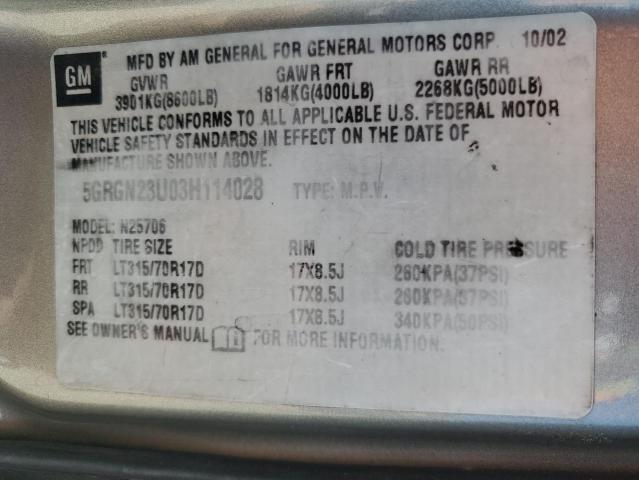 GM
MFD BY AM GENERAL FOR GENERAL MOTORS CORP. 10/02
GVWR GAWR FRT GAWR RR
3901KG(8600LB) 1814KG(4000LB) 2268KG(5000LB)
THIS VEHICLE CONFORMS TO ALL APPLICABLE U.S. FEDERAL MOTOR
VEHICLE SAFETY STANDARDS IN EFFECT ON THE DATE OF
MANUFACTURE SHOWN ABOVE.
5GRGN23U03H114028 TYPE: M.P.V.
MODEL: N25706
TIRE SIZE RIM COLD TIRE PRESSURE
FRT LT315/70R17D 17X8.5J 260KPA(37PSI)
RR LT315/70R17D 17X8.5J 260KPA(37PSI)
SPA LT315/70R17D 17X8.5J 340KPA(50PSI)
SEE OWNER'S MANUAL FOR MORE INFORMATION.